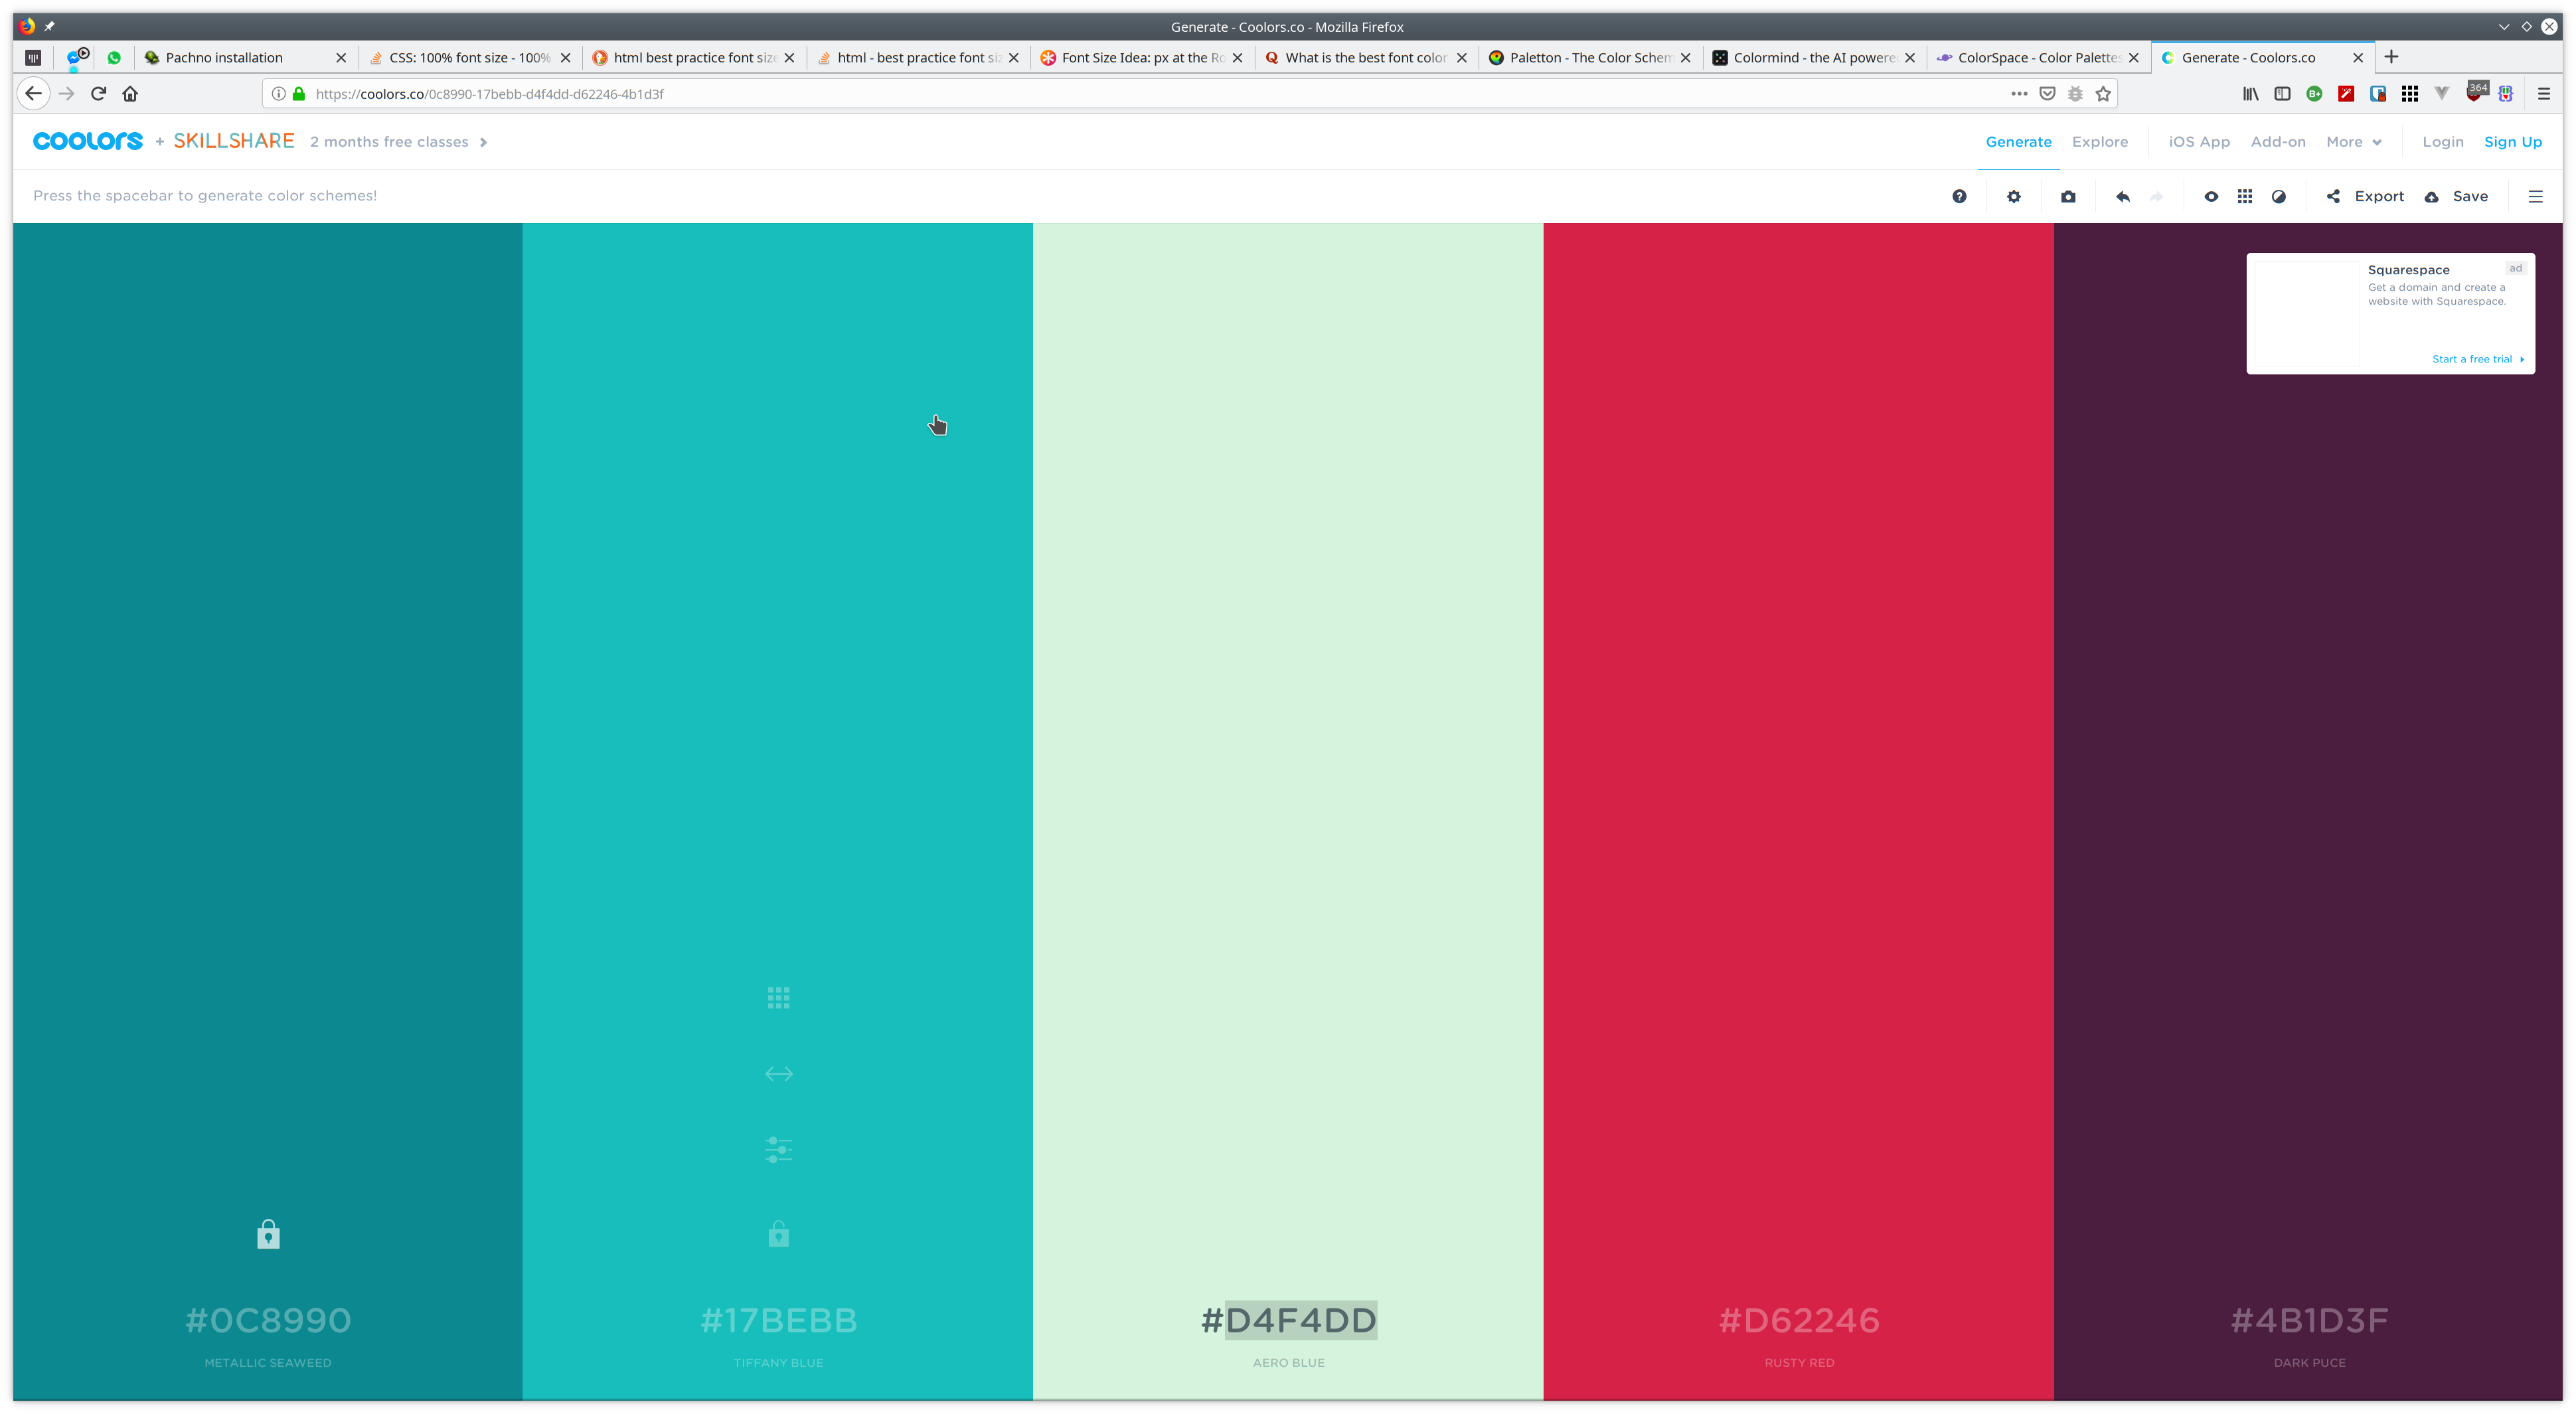 Generate - Coolors.co - Mozilla Firefox
Pachno installation
CSS: 100% font size - 100%
html best practice font size
html - best practice font siz
Font Size Idea: px at the Ro
What is the best font color
Paletton - The Color Schem
Colormind - the AI powere
ColorSpace - Color Palettes
Generate - Coolors.co
https://coolors.co/0c8990-17bebb-d4f4dd-d62246-4b1d3f
B+
364
coolors + SKILLSHARE 2 months free classes
Generate Explore iOS App Add-on More Login Sign Up
Press the spacebar to generate color schemes!
Export Save
Squarespace ad
Get a domain and create a
website with Squarespace.
Start a free trial
#0C8990 #17BEBB #D4F4DD #D62246 #4B1D3F
METALLIC SEAWEED TIFFANY BLUE AERO BLUE RUSTY RED DARK PUCE